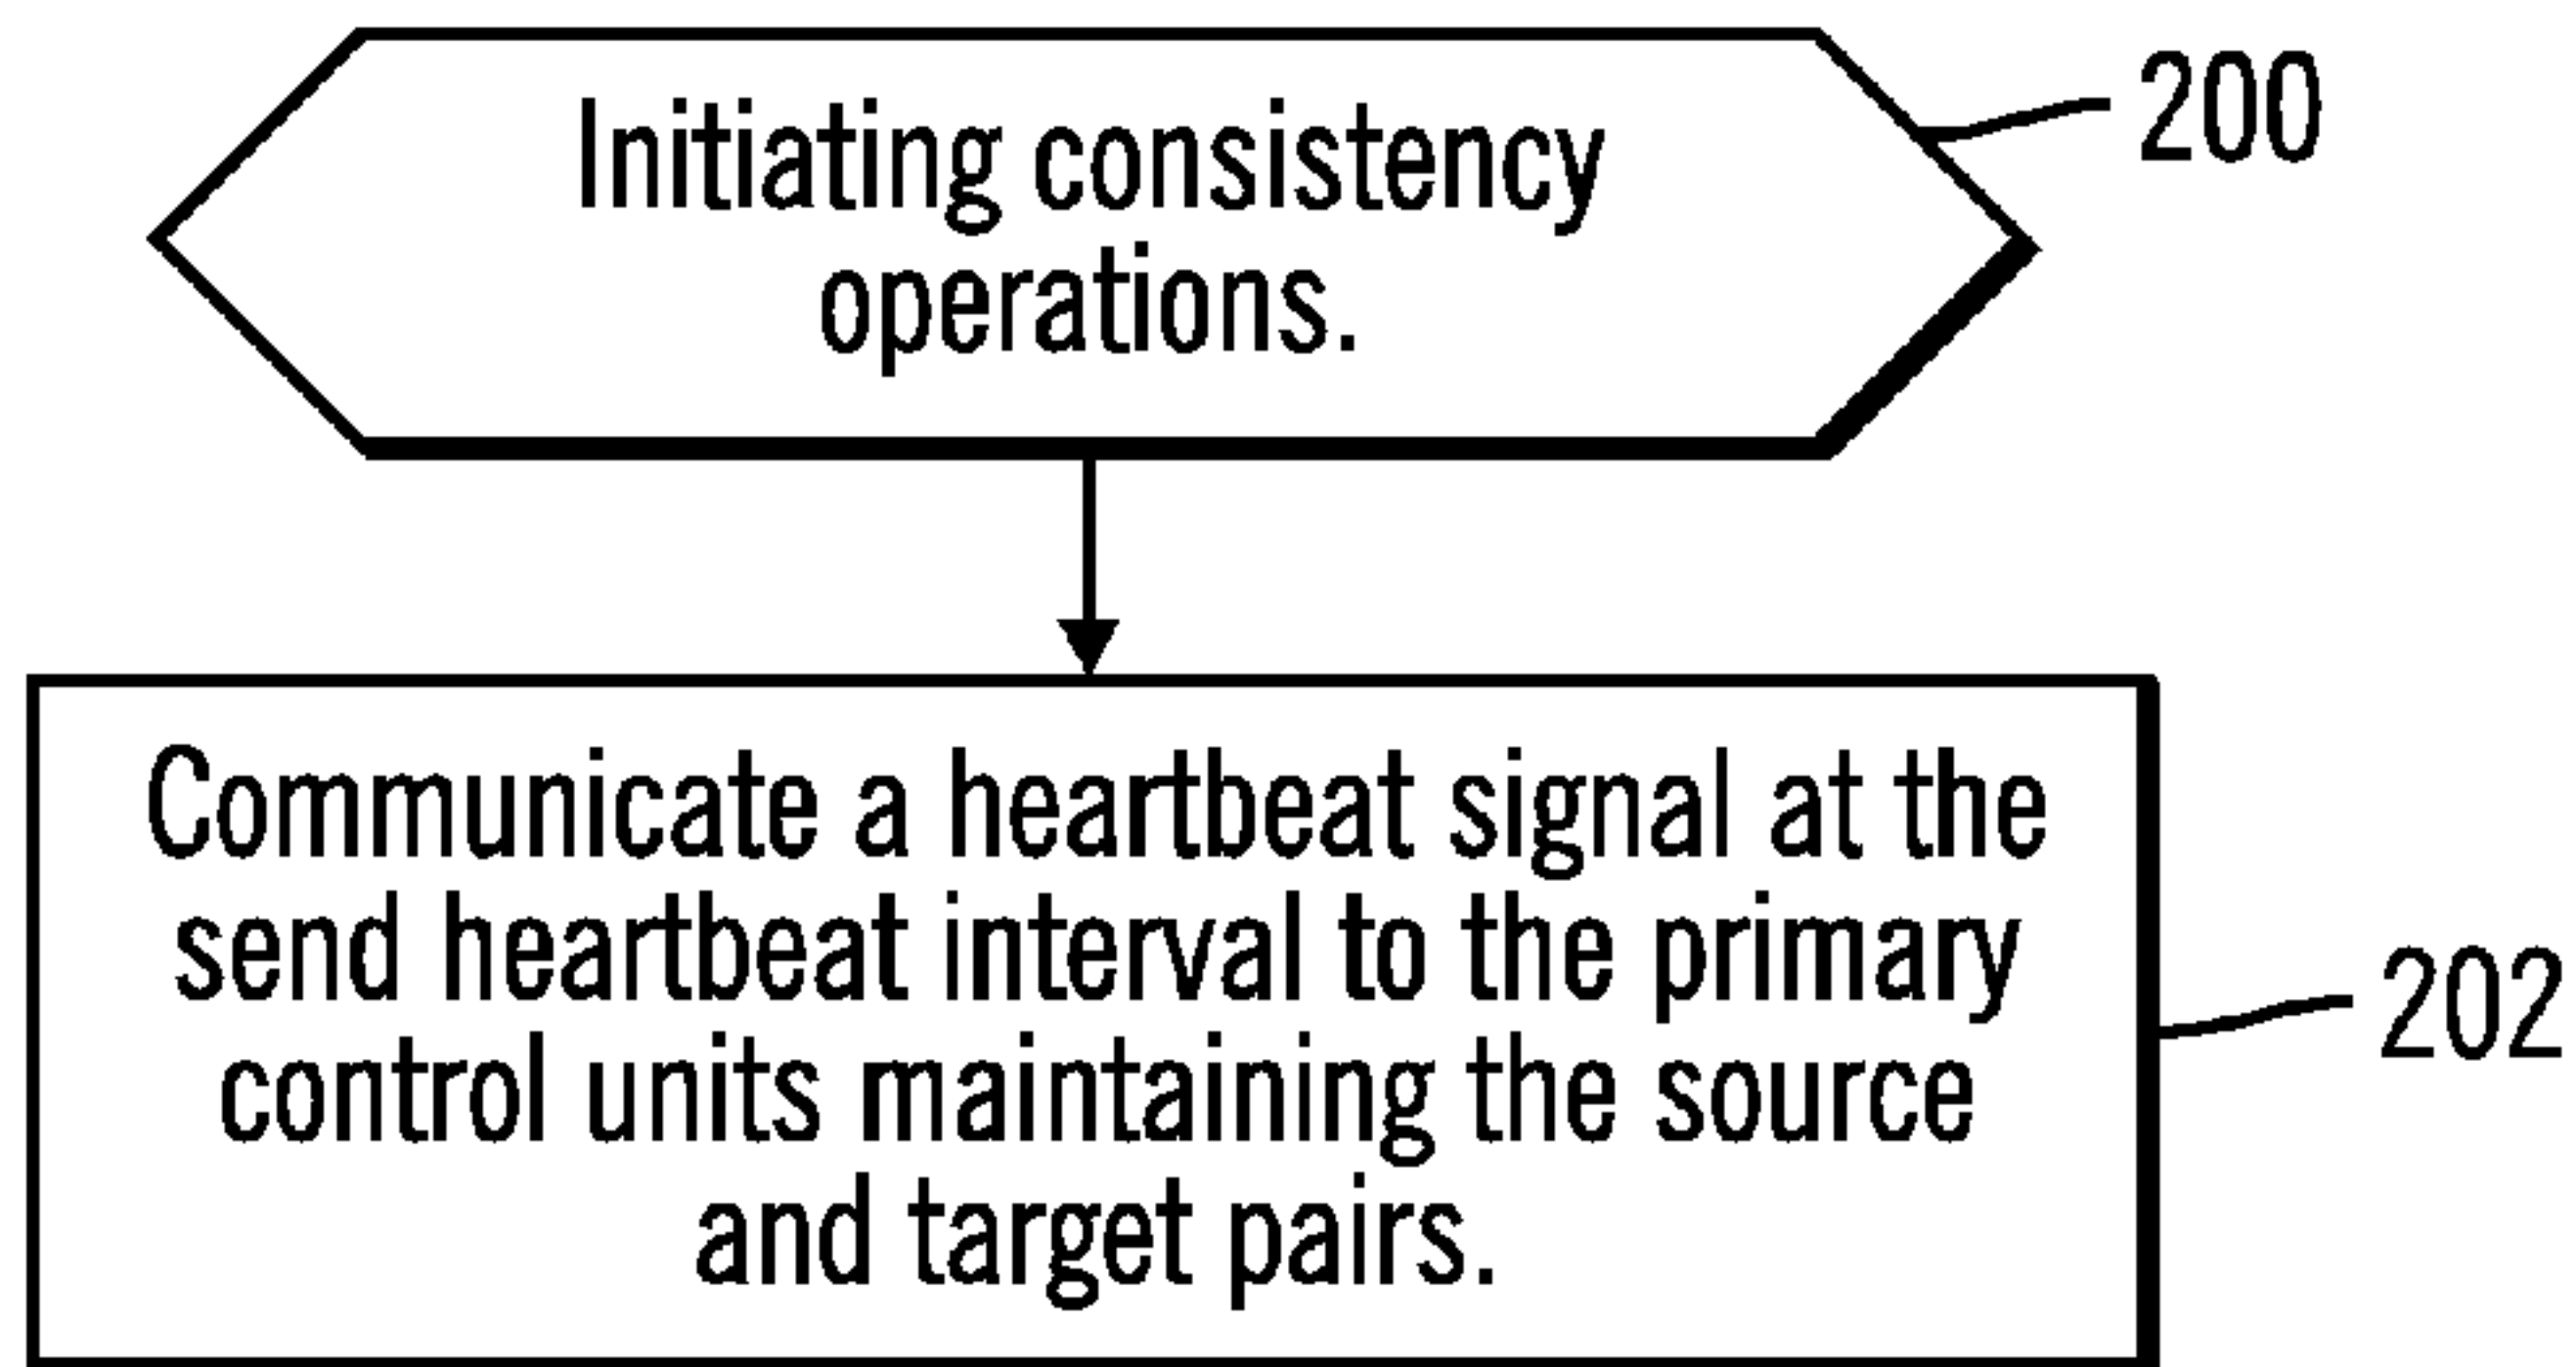 Initiating consistency
operations.
200
Communicate a heartbeat signal at the
send heartbeat interval to the primary
control units maintaining the source
and target pairs.
202